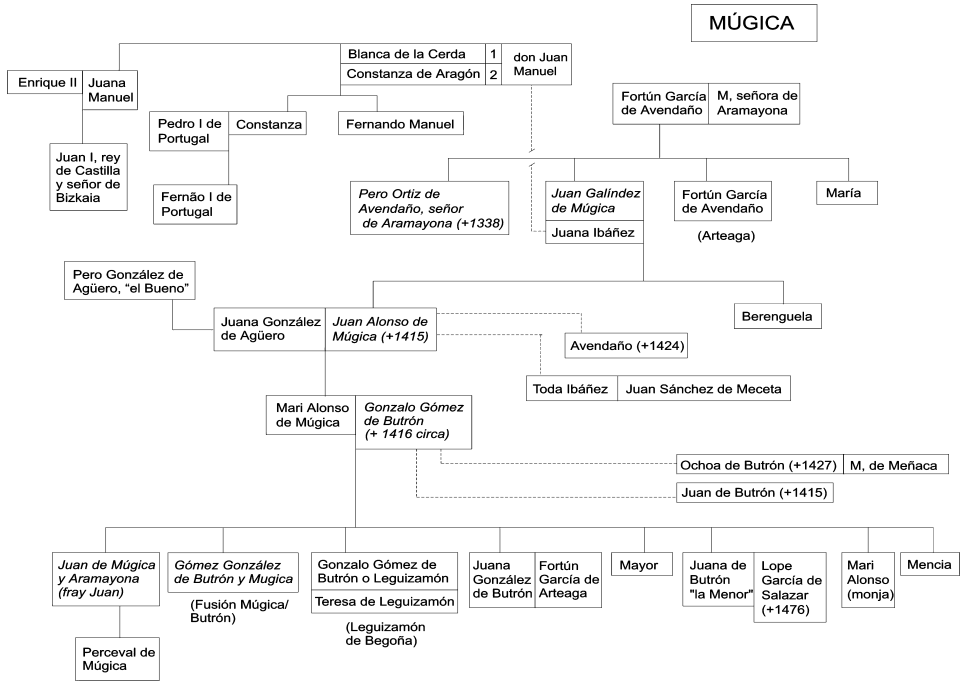 MÚGICA
Blanca de la Cerda
1
Constanza de Aragón
2
don Juan
Manuel
Enrique II
Juana
Manuel
Fortún García
de Avendaño
M, señora de
Aramayona
Pedro I de
Portugal
Constanza
Fernando Manuel
Juan I, rey
de Castilla
y señor de
Bizkaia
Fernão I de
Portugal
Pero Ortiz de
Avendaño, señor
de Aramayona (+1338)
Juan Galíndez
de Múgica
Juana Ibáñez
Fortún García
de Avendaño
(Arteaga)
María
Pero González de
Agüero, “el Bueno”
Berenguela
Juana González
de Agüero
Juan Alonso de
Múgica (+1415)
Avendaño (+1424)
Toda Ibáñez
Juan Sánchez de Meceta
Mari Alonso
de Múgica
Gonzalo Gómez
de Butrón
(+ 1416 circa)
Ochoa de Butrón (+1427)
M, de Meñaca
Juan de Butrón (+1415)
Juan de Múgica
y Aramayona
(fray Juan)
Gómez González
de Butrón y Mugica
(Fusión Múgica/
Butrón)
Gonzalo Gómez de
Butrón o Leguizamón
Teresa de Leguizamón
(Leguizamón
de Begoña)
Juana
González
de Butrón
Fortún
García de
Arteaga
Mayor
Juana de
Butrón
"la Menor"
Lope
García de
Salazar
(+1476)
Mari
Alonso
(monja)
Mencia
Perceval de
Múgica